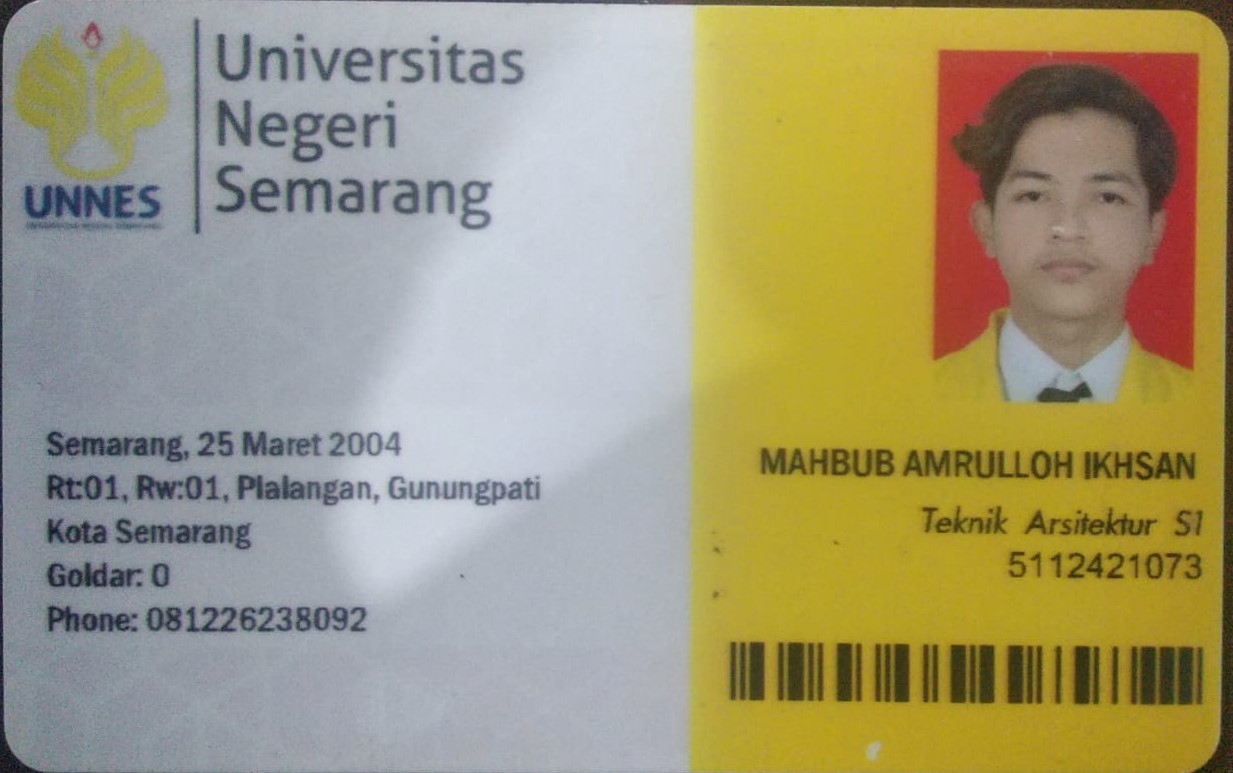 UNNES
Universitas
Negeri
Semarang
Semarang, 25 Maret 2004
Rt:01, Rw:01, Plalangan, Gunungpati
Kota Semarang
Goldar: O
Phone: 081226238092
MAHBUB AMRULLOH IKHSAN
Teknik Arsitektur S1
5112421073